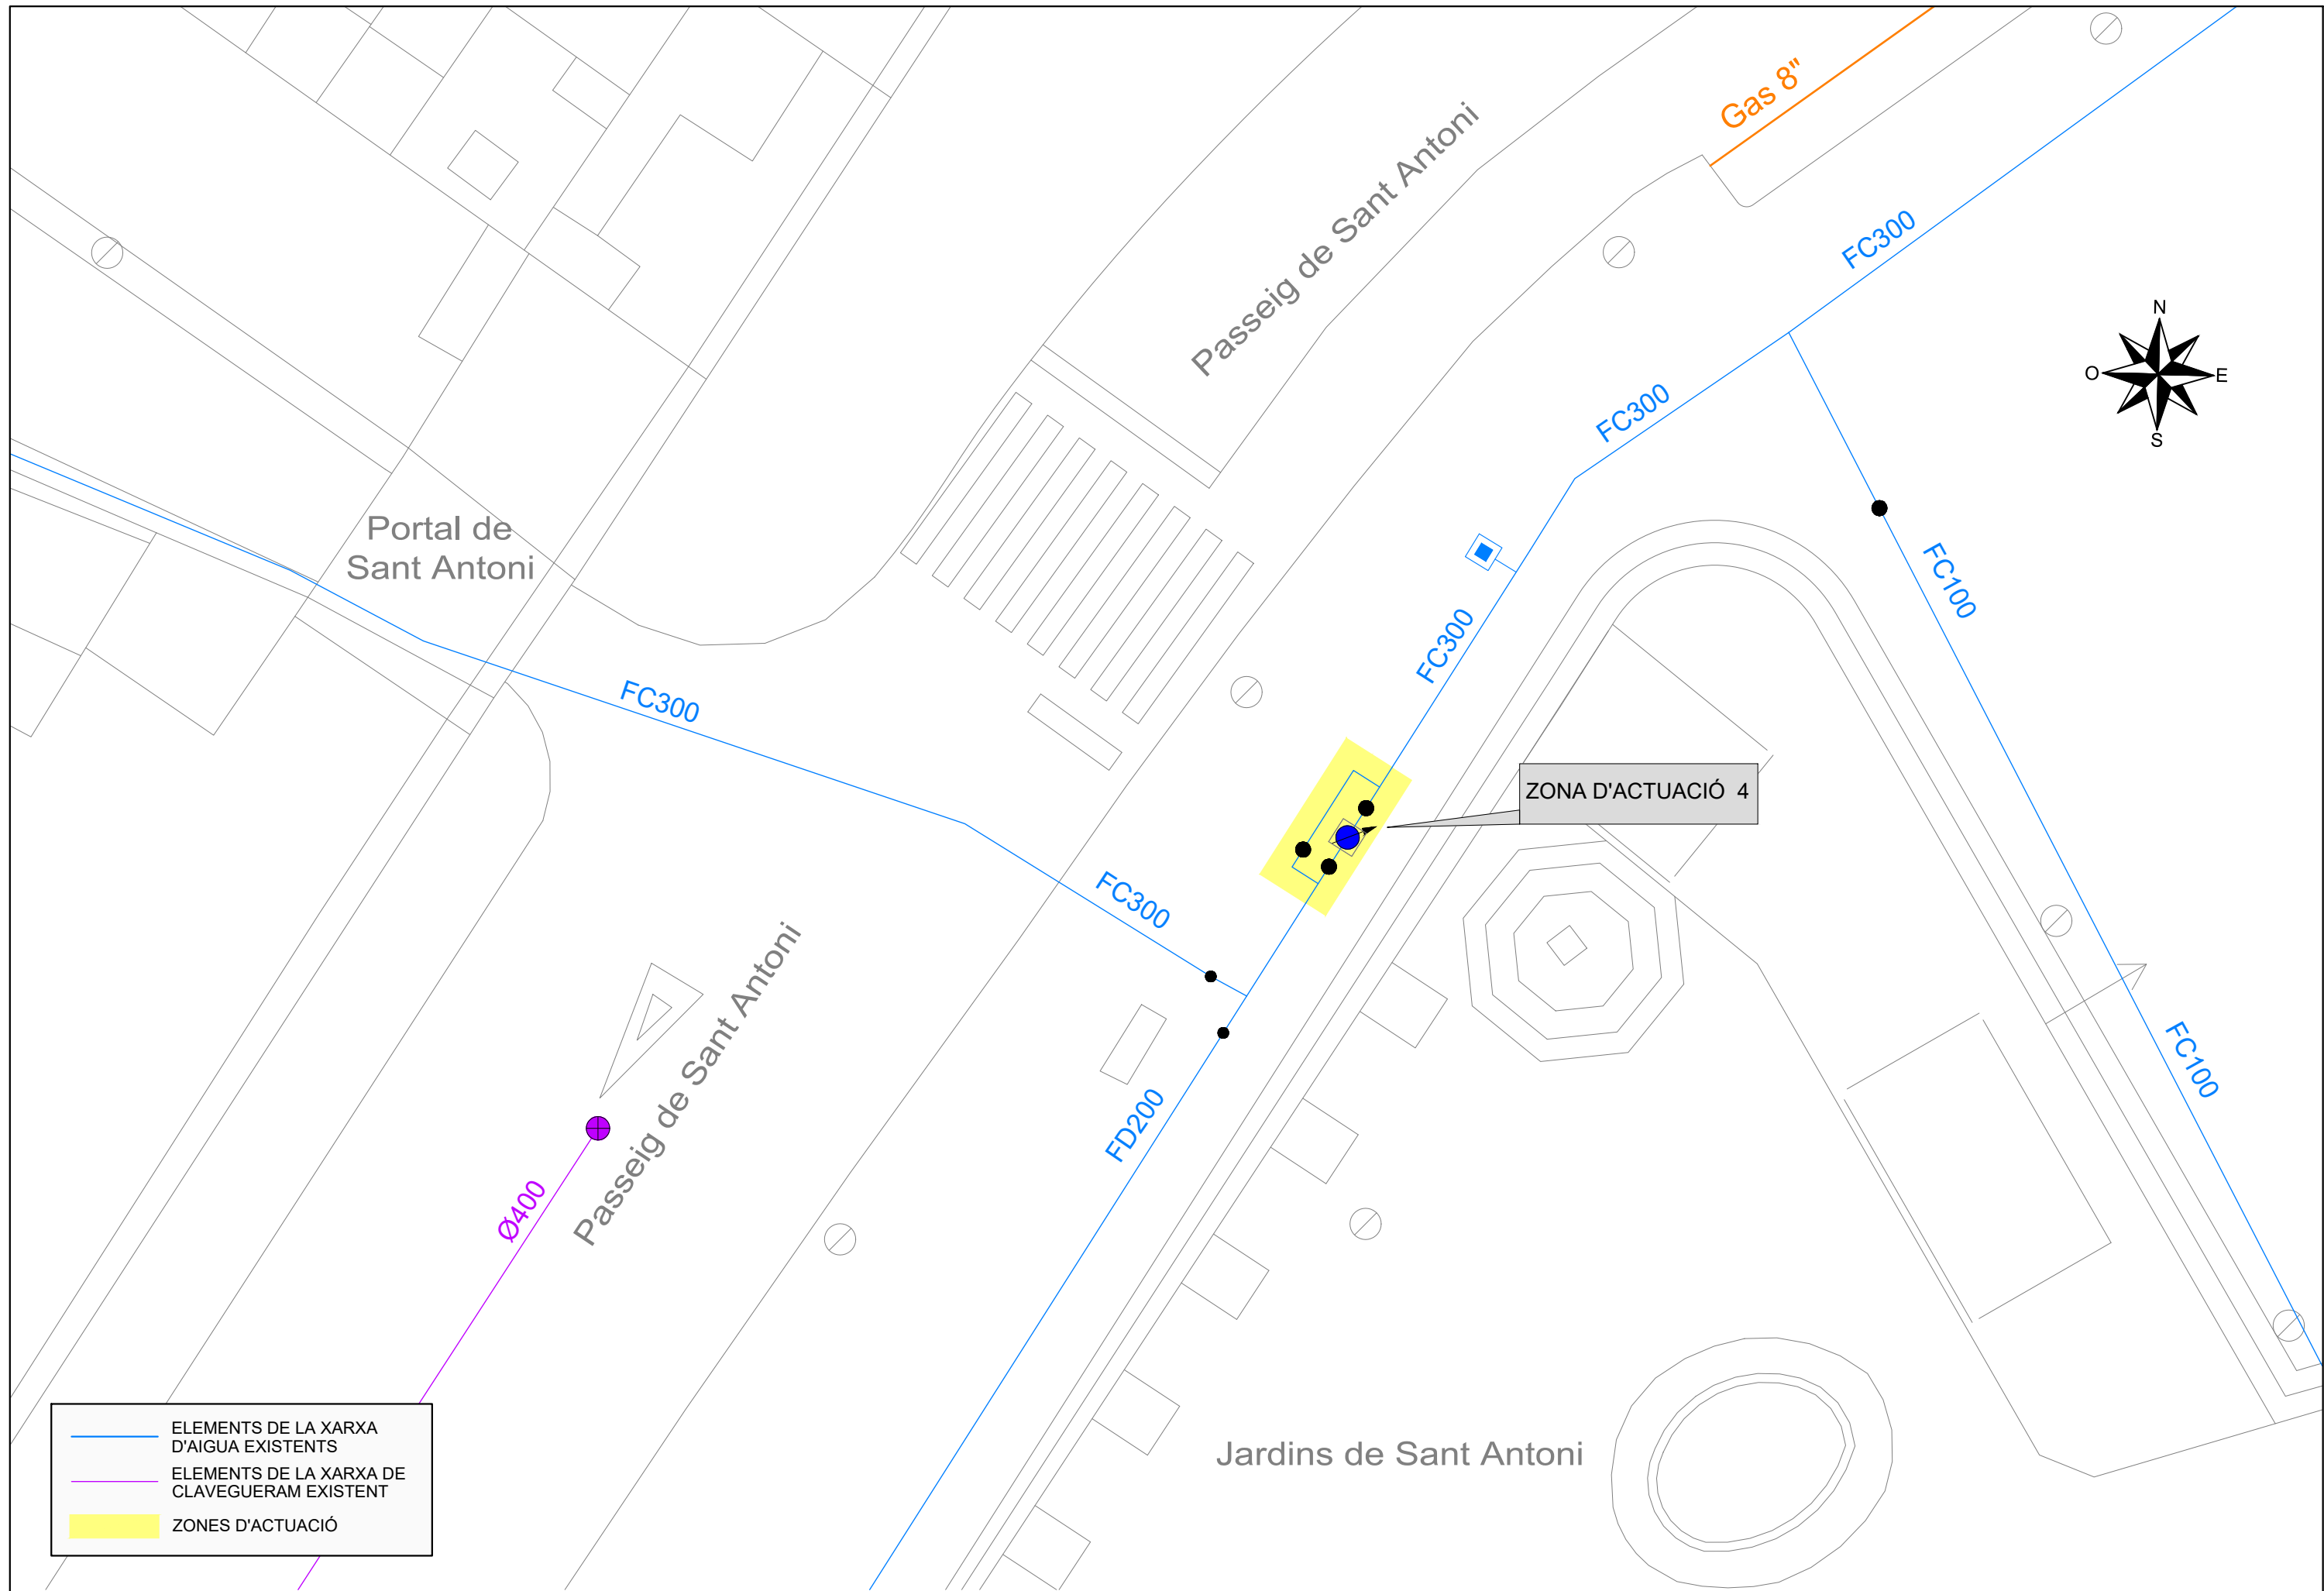 Gas 8"
Passeig de Sant Antoni
FC300
N
O
E
S
FC300
Portal de
Sant Antoni
FC100
FC300
FC300
ZONA D'ACTUACIÓ 4
FC300
Passeig de Sant Antoni
FC100
FD200
Ø400
Jardins de Sant Antoni
ELEMENTS DE LA XARXA
D'AIGUA EXISTENTS
ELEMENTS DE LA XARXA DE
CLAVEGUERAM EXISTENT
ZONES D'ACTUACIÓ